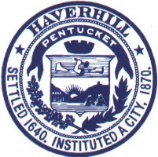 HAVERHILL
PENTUCKET
SETTLED 1640. INSTITUTED A CITY. 1870.